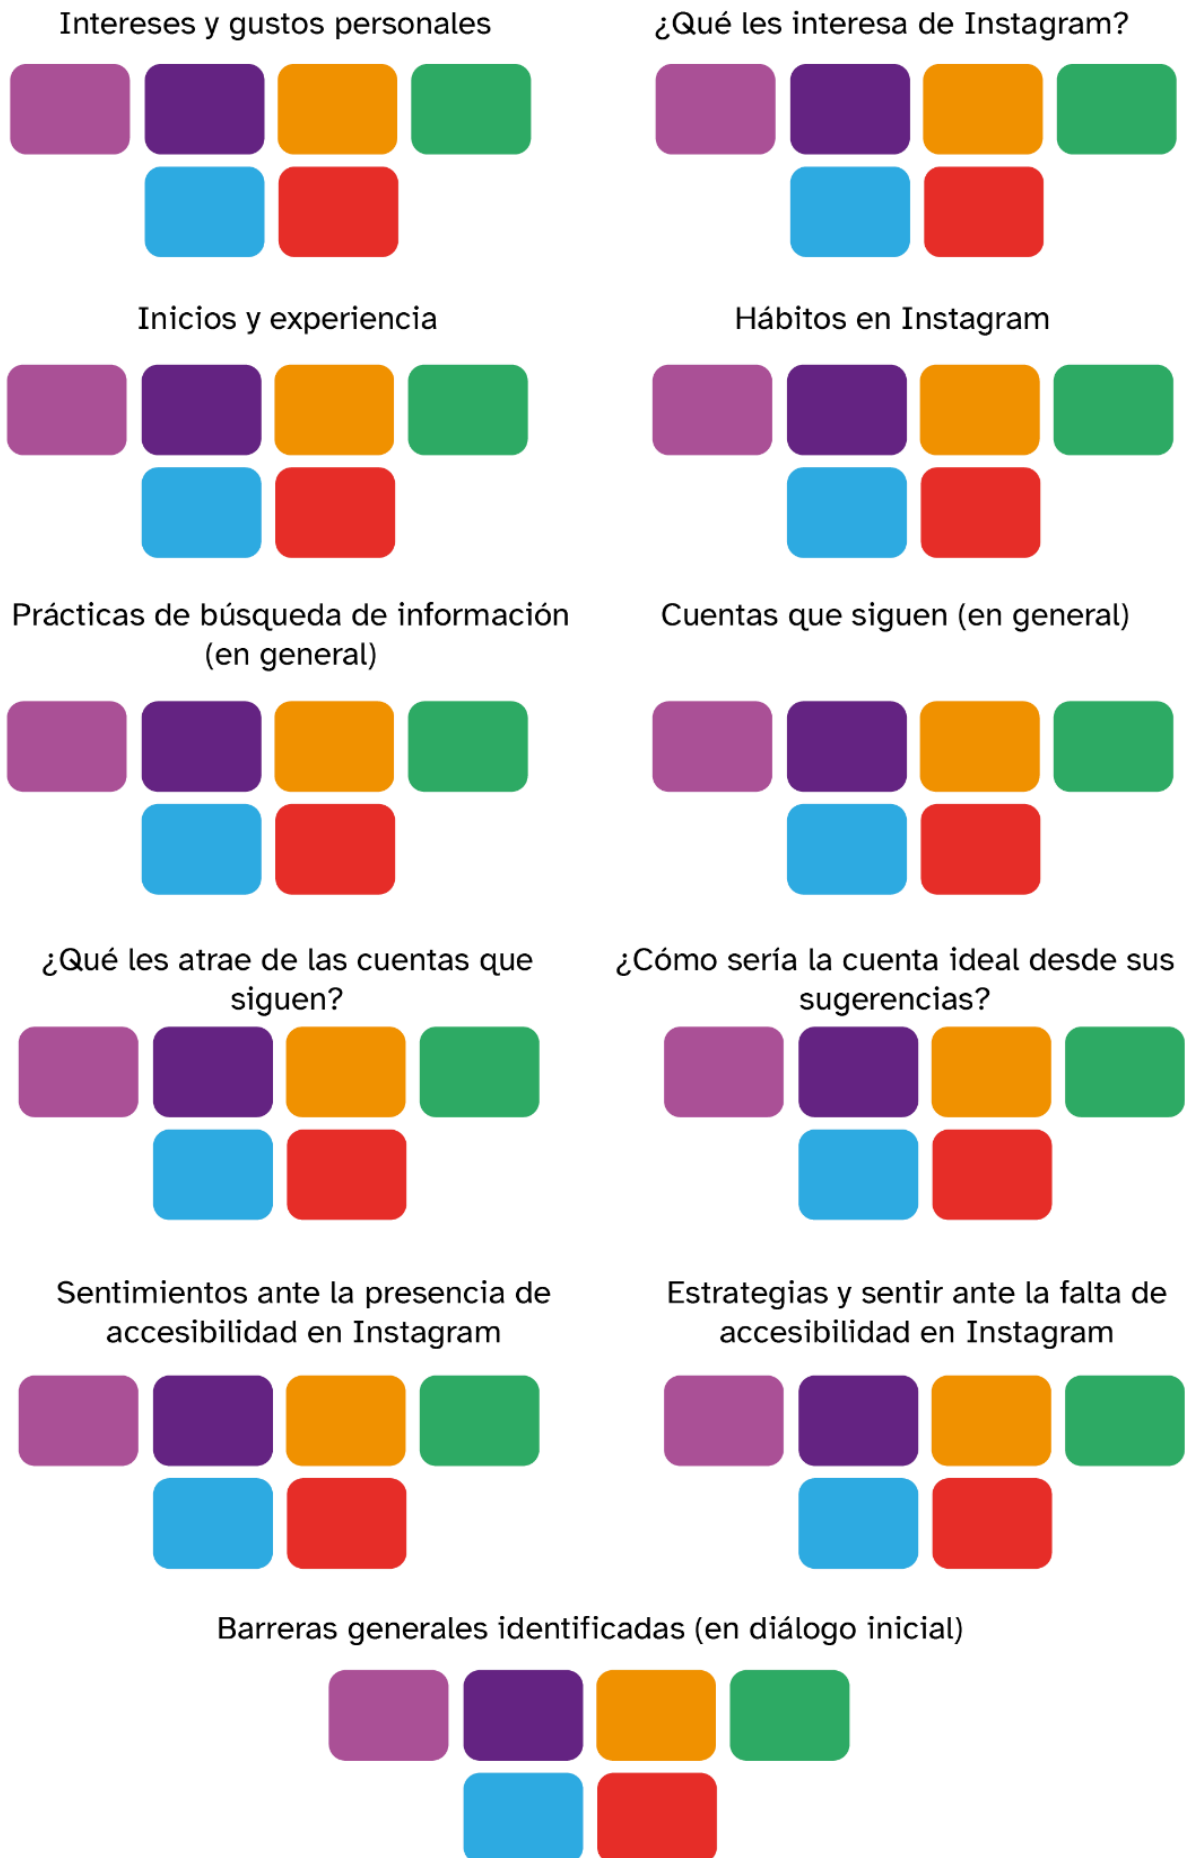 Intereses y gustos personales
¿Qué les interesa de Instagram?
Inicios y experiencia
Hábitos en Instagram
Prácticas de búsqueda de información
(en general)
Cuentas que siguen (en general)
¿Qué les atrae de las cuentas que
siguen?
¿Cómo sería la cuenta ideal desde sus
sugerencias?
Sentimientos ante la presencia de
accesibilidad en Instagram
Estrategias y sentir ante la falta de
accesibilidad en Instagram
Barreras generales identificadas (en diálogo inicial)